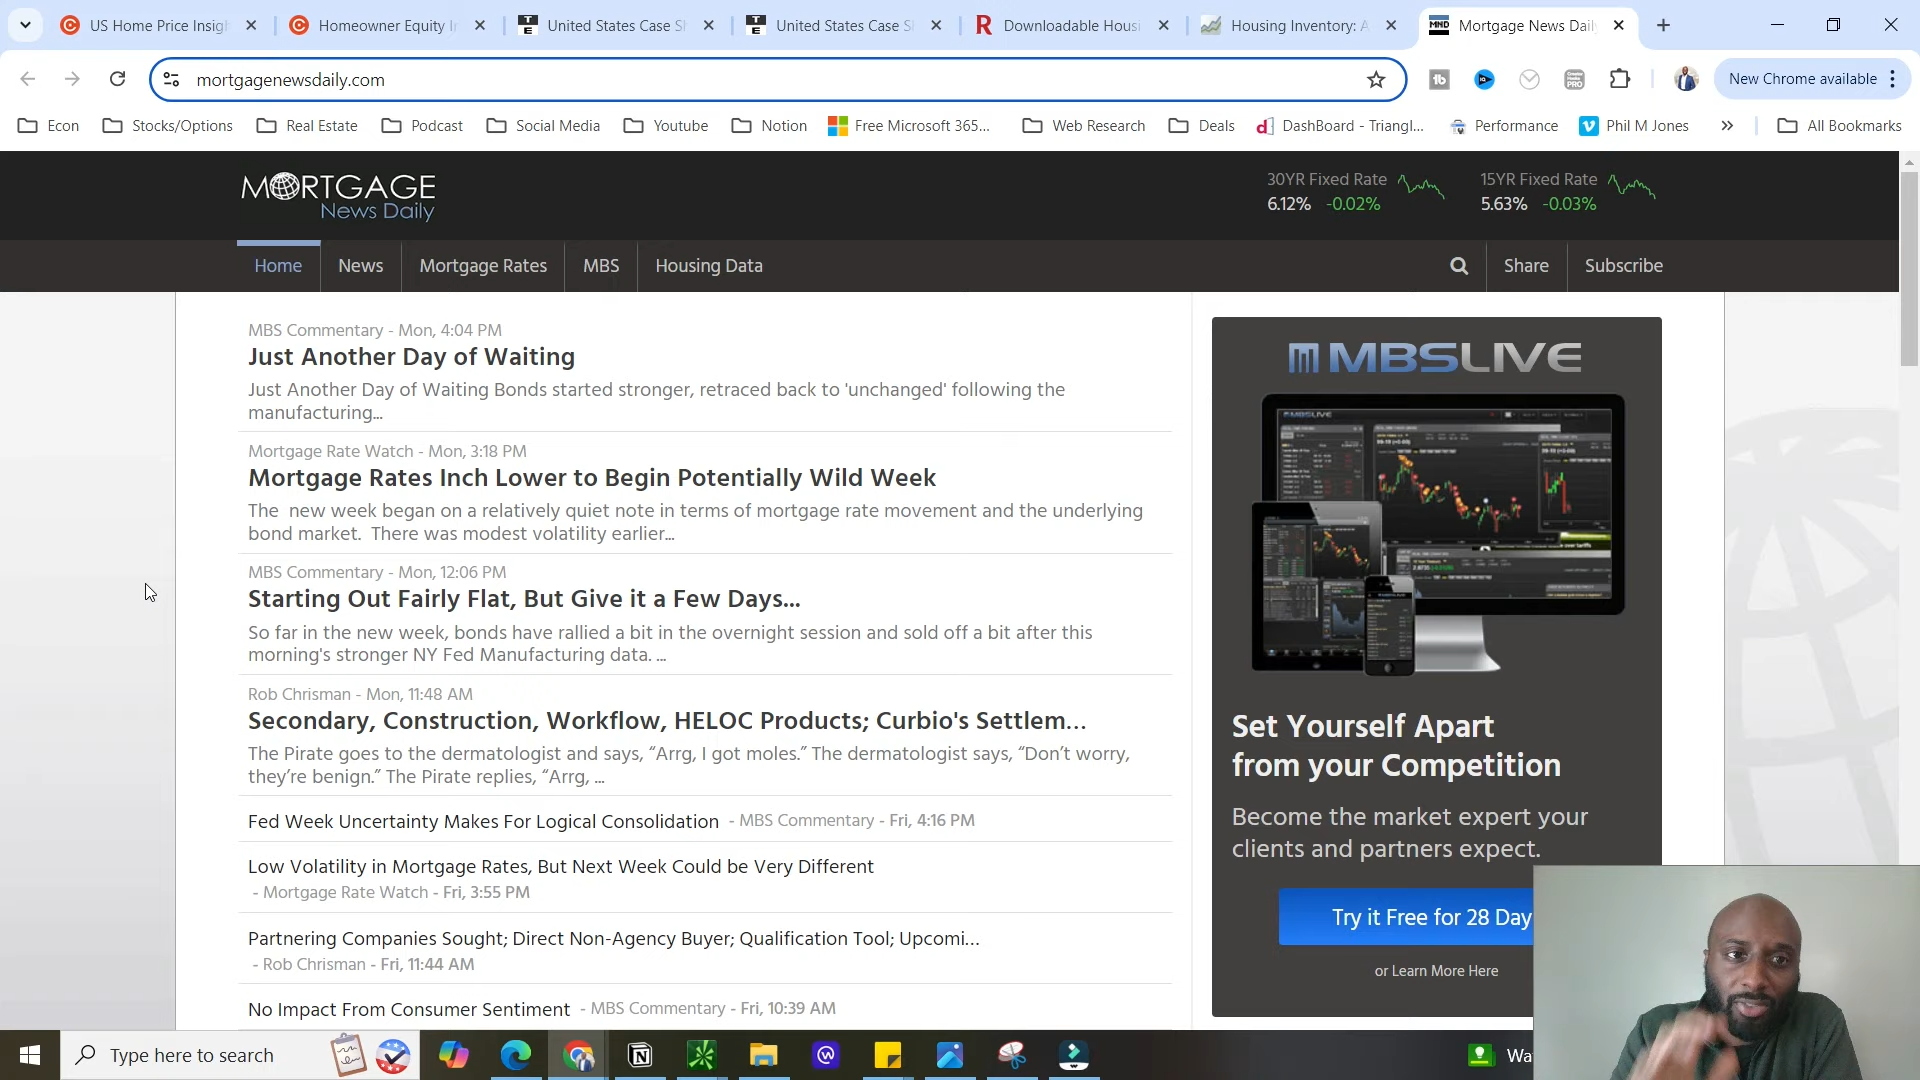 US Home Price Insigh
Homeowner Equity In
United States Case Sh
United States Case Sh
Downloadable Housi
Housing Inventory: A
Mortgage News Daily
mortgagenewsdaily.com
New Chrome available
Econ
Stocks/Options
Real Estate
Podcast
Social Media
Youtube
Notion
Free Microsoft 365...
Web Research
Deals
DashBoard - Triangl...
Performance
Phil M Jones
All Bookmarks
MORTGAGE
News Daily
30YR Fixed Rate
6.12% -0.02%
15YR Fixed Rate
5.63% -0.03%
Home
News
Mortgage Rates
MBS
Housing Data
Share
Subscribe
MBS Commentary - Mon, 4:04 PM
Just Another Day of Waiting
Just Another Day of Waiting Bonds started stronger, retraced back to 'unchanged' following the
manufacturing...
Mortgage Rate Watch - Mon, 3:18 PM
Mortgage Rates Inch Lower to Begin Potentially Wild Week
The new week began on a relatively quiet note in terms of mortgage rate movement and the underlying
bond market. There was modest volatility earlier...
MBS Commentary - Mon, 12:06 PM
Starting Out Fairly Flat, But Give it a Few Days...
So far in the new week, bonds have rallied a bit in the overnight session and sold off a bit after this
morning's stronger NY Fed Manufacturing data. ...
Rob Chrisman - Mon, 11:48 AM
Secondary, Construction, Workflow, HELOC Products; Curbio's Settlem...
The Pirate goes to the dermatologist and says, “Arrg, I got moles.” The dermatologist says, “Don’t worry,
they’re benign.” The Pirate replies, “Arrg, ...
Fed Week Uncertainty Makes For Logical Consolidation - MBS Commentary - Fri, 4:16 PM
Low Volatility in Mortgage Rates, But Next Week Could be Very Different
- Mortgage Rate Watch - Fri, 3:55 PM
Partnering Companies Sought; Direct Non-Agency Buyer; Qualification Tool; Upcomi...
- Rob Chrisman - Fri, 11:44 AM
No Impact From Consumer Sentiment - MBS Commentary - Fri, 10:39 AM
MBSLIVE
Set Yourself Apart
from your Competition
Become the market expert your
clients and partners expect.
Try it Free for 28 Day
or Learn More Here
Type here to search
Wa